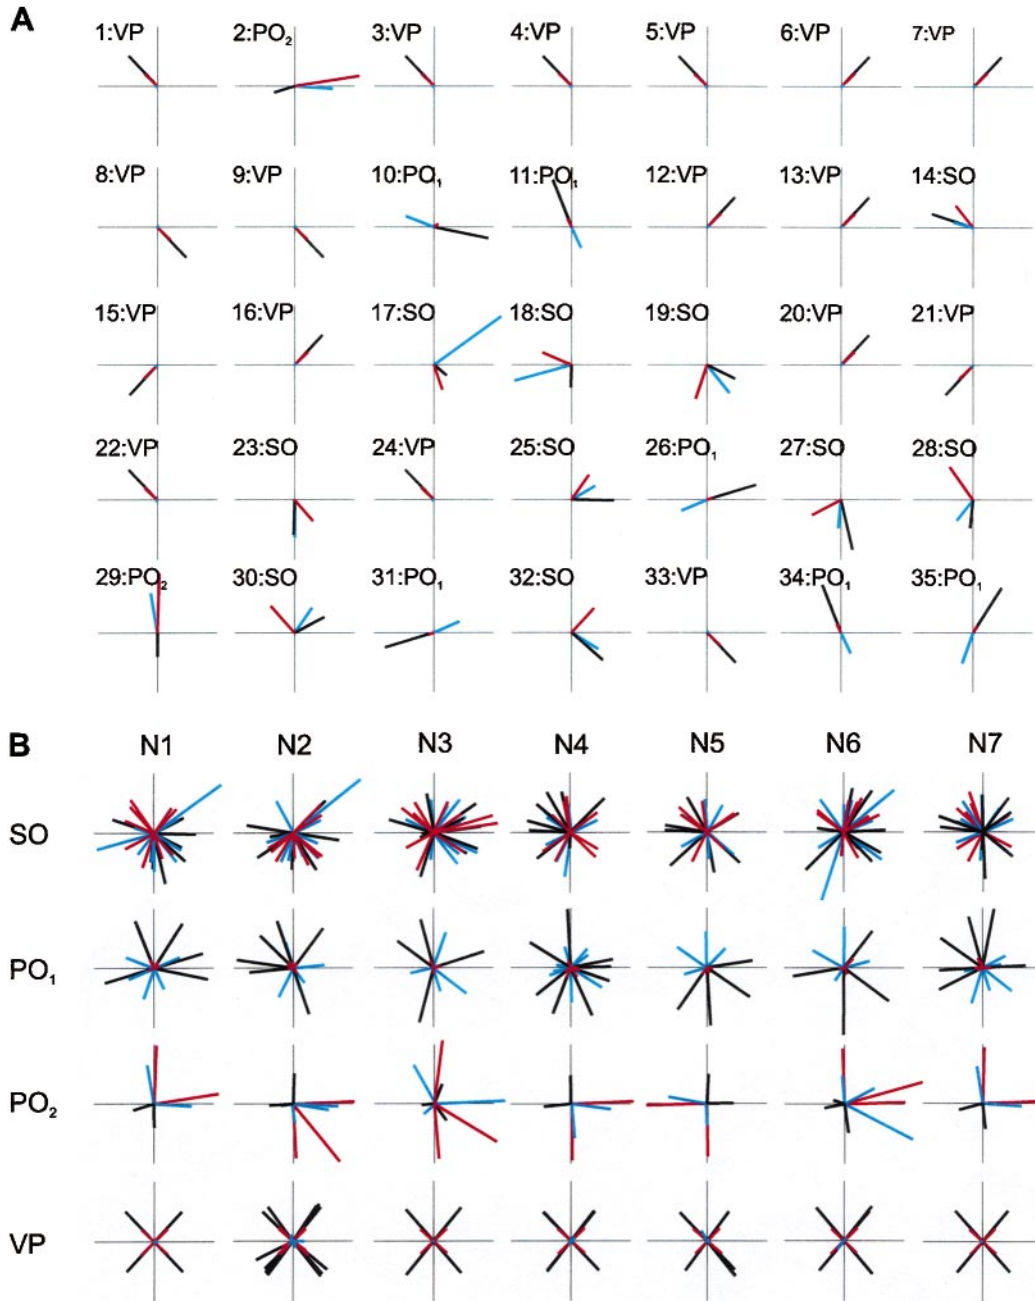 A
1:VP 2:PO₂ 3:VP 4:VP 5:VP 6:VP 7:VP
8:VP 9:VP 10:PO₁ 11:PO₁ 12:VP 13:VP 14:SO
15:VP 16:VP 17:SO 18:SO 19:SO 20:VP 21:VP
22:VP 23:SO 24:VP 25:SO 26:PO₁ 27:SO 28:SO
29:PO₂ 30:SO 31:PO₁ 32:SO 33:VP 34:PO₁ 35:PO₁
B N1 N2 N3 N4 N5 N6 N7
SO
PO₁
PO₂
VP